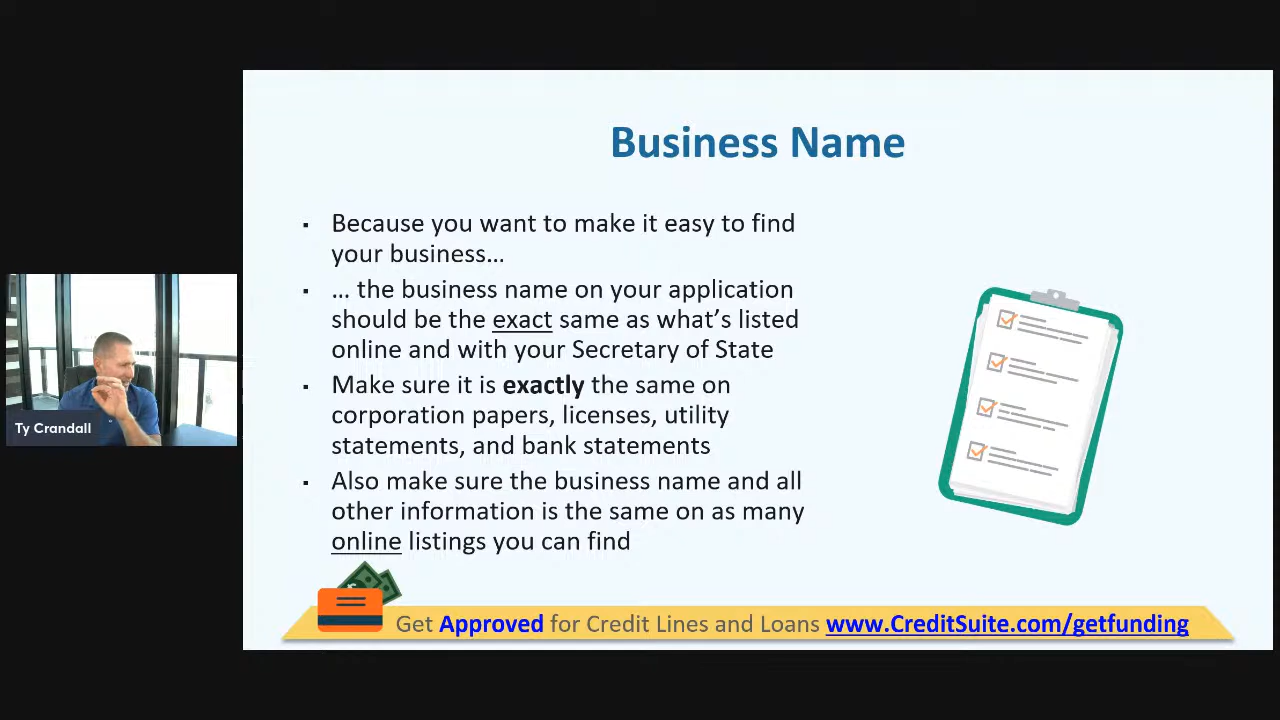 Business Name
▪ Because you want to make it easy to find
your business…
▪ … the business name on your application
should be the exact same as what’s listed
online and with your Secretary of State
▪ Make sure it is exactly the same on
corporation papers, licenses, utility
statements, and bank statements
▪ Also make sure the business name and all
other information is the same on as many
online listings you can find
Ty Crandall
Get Approved for Credit Lines and Loans www.CreditSuite.com/getfunding